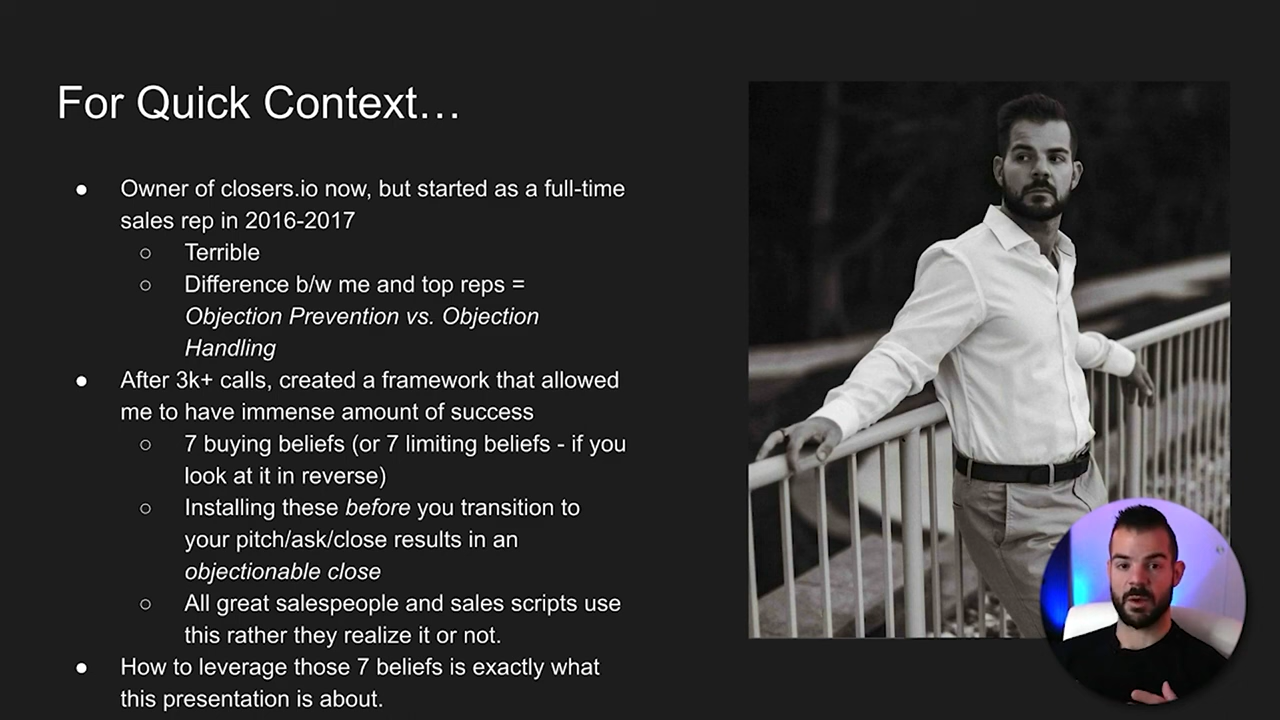 For Quick Context…
● Owner of closers.io now, but started as a full-time
sales rep in 2016-2017
○ Terrible
○ Difference b/w me and top reps =
Objection Prevention vs. Objection
Handling
● After 3k+ calls, created a framework that allowed
me to have immense amount of success
○ 7 buying beliefs (or 7 limiting beliefs - if you
look at it in reverse)
○ Installing these before you transition to
your pitch/ask/close results in an
objectionable close
○ All great salespeople and sales scripts use
this rather they realize it or not.
● How to leverage those 7 beliefs is exactly what
this presentation is about.